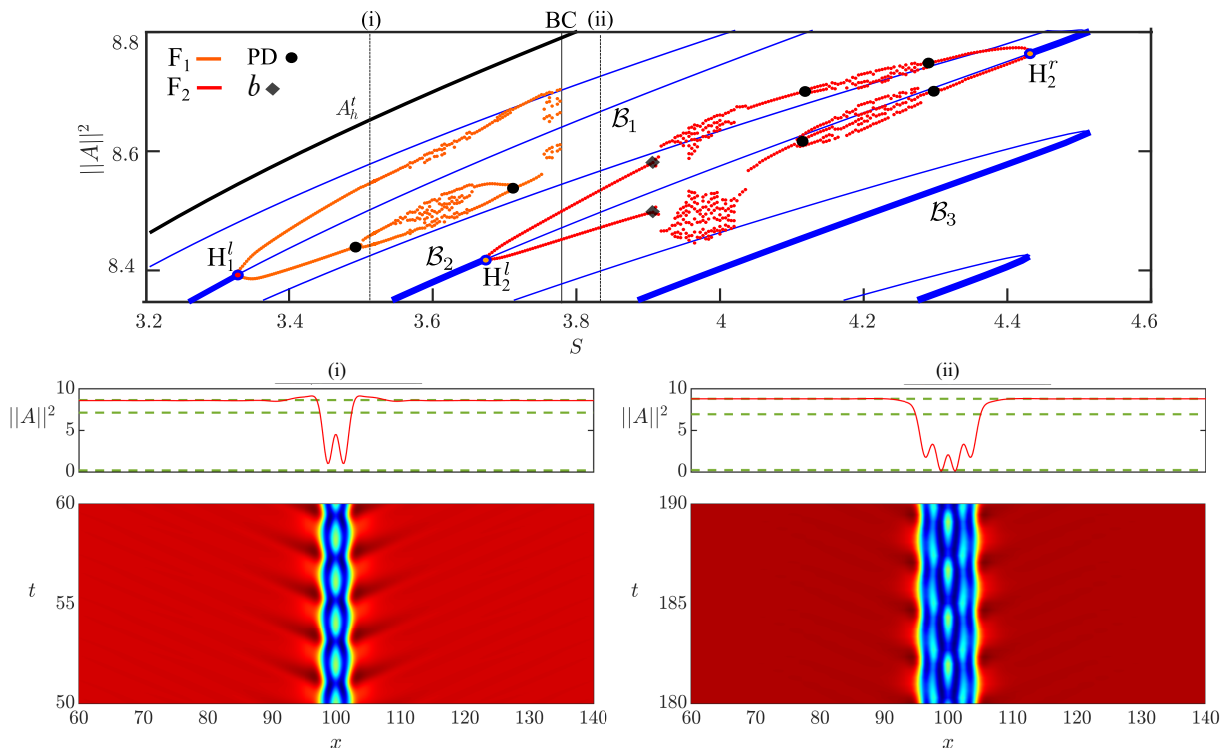 (i) BC (ii)
8.8
F₁ PD
F₂ b
Aₕᵗ
||A||²
8.6
ℬ₁
H₂ʳ
ℬ₃
ℬ₂
H₁ˡ
8.4
H₂ˡ
3.2 3.4 3.6 3.8 4 4.2 4.4 4.6
S
(i)
10
||A||²
5
0
60
t
55
50
60 70 80 90 100 110 120 130 140
x
(ii)
10
||A||²
5
0
190
t
185
180
60 70 80 90 100 110 120 130 140
x